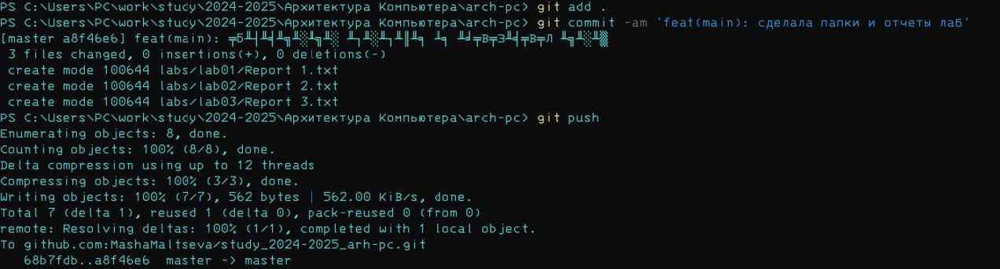 PS C:\Users\PC\work\study\2024-2025\Архитектура Компьютера\arch-pc> git add .
PS C:\Users\PC\work\study\2024-2025\Архитектура Компьютера\arch-pc> git commit -am 'feat(main): сделала папки и отчеты лаб'
[master a8f46e6] feat(main): ╤Б╨┤╨╡╨╗╨░╨╗╨░ ╨┐╨░╨┐╨║╨╕ ╨╕ ╨╛╤В╤З╨╡╤В╤Л ╨╗╨░╨▒
3 files changed, 0 insertions(+), 0 deletions(-)
create mode 100644 labs/lab01/Report 1.txt
create mode 100644 labs/lab02/Report 2.txt
create mode 100644 labs/lab03/Report 3.txt
PS C:\Users\PC\work\study\2024-2025\Архитектура Компьютера\arch-pc> git push
Enumerating objects: 8, done.
Counting objects: 100% (8/8), done.
Delta compression using up to 12 threads
Compressing objects: 100% (3/3), done.
Writing objects: 100% (7/7), 562 bytes | 562.00 KiB/s, done.
Total 7 (delta 1), reused 1 (delta 0), pack-reused 0 (from 0)
remote: Resolving deltas: 100% (1/1), completed with 1 local object.
To github.com:MashaMaltseva/study_2024-2025_arh-pc.git
68b7fdb..a8f46e6  master -> master